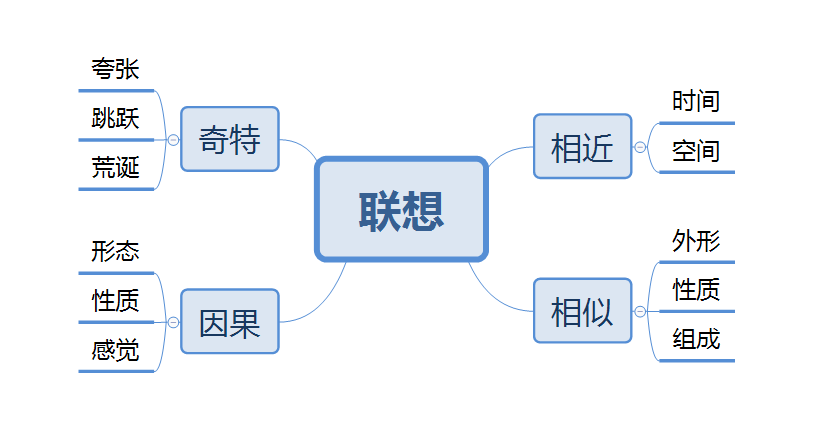 联想
相近
时间
空间
相似
外形
性质
组成
奇特
夸张
跳跃
荒诞
因果
形态
性质
感觉